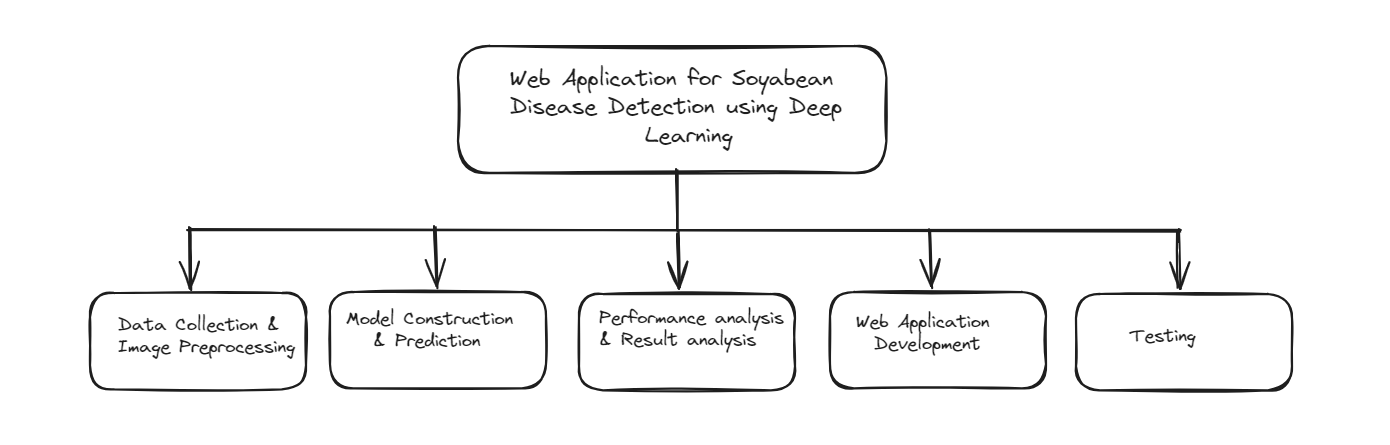 Web Application for Soyabean
Disease Detection using Deep
Learning
Data Collection &
Image Preprocessing
Model Construction
& Prediction
Performance analysis
& Result analysis
Web Application
Development
Testing